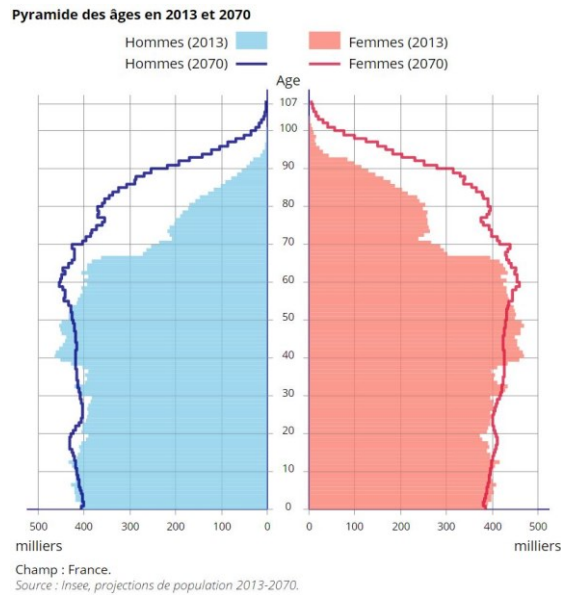 Pyramide des âges en 2013 et 2070
Hommes (2013) Femmes (2013)
Hommes (2070) Femmes (2070)
Age
107
100
90
80
70
60
50
40
30
20
10
0
500 400 300 200 100 0 0 100 200 300 400 500
milliers milliers
Champ : France.
Source : Insee, projections de population 2013-2070.